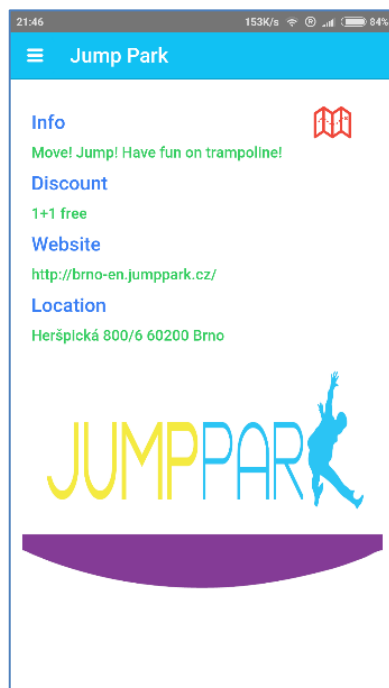 21:46 153K/s ® 84%
Jump Park
Info
Move! Jump! Have fun on trampoline!
Discount
1+1 free
Website
http://brno-en.jumppark.cz/
Location
Heršpická 800/6 60200 Brno
JUMPPARK